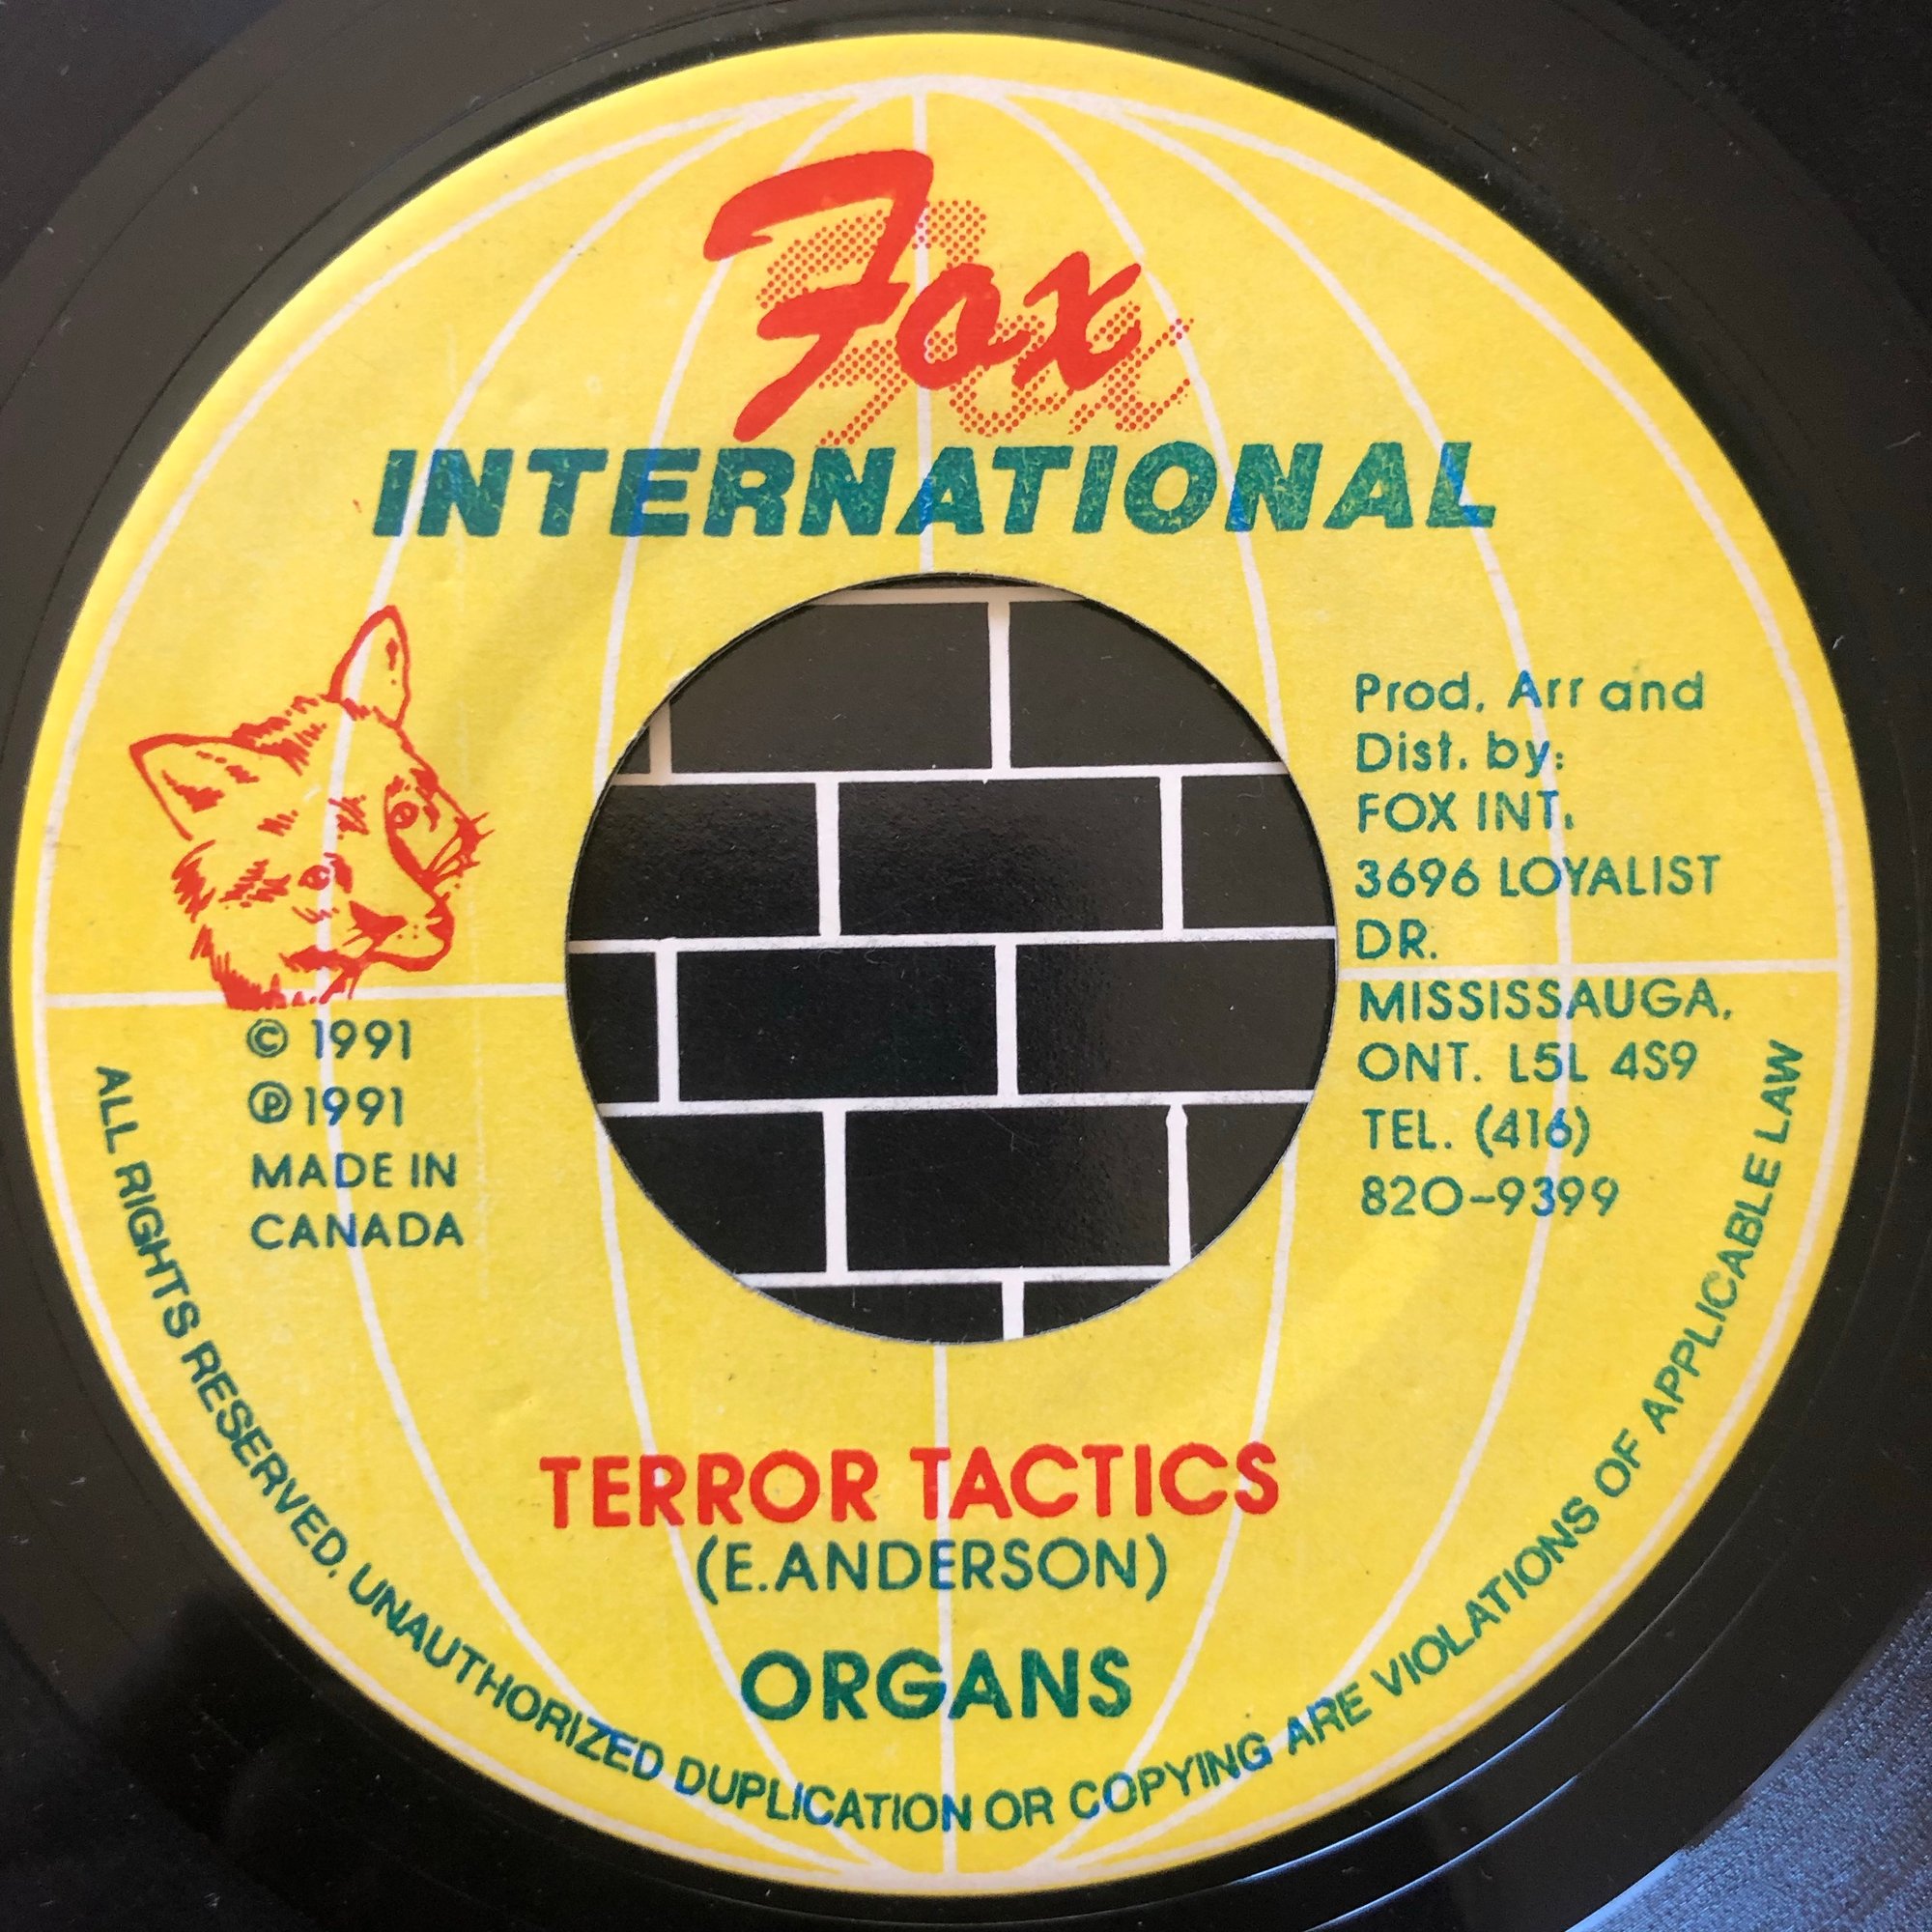 Fox
INTERNATIONAL
© 1991
℗ 1991
MADE IN
CANADA
Prod. Arr and
Dist. by:
FOX INT.
3696 LOYALIST
DR.
MISSISSAUGA,
ONT. L5L 4S9
TEL. (416)
820-9399
TERROR TACTICS
(E.ANDERSON)
ORGANS
ALL RIGHTS RESERVED. UNAUTHORIZED DUPLICATION OR COPYING ARE VIOLATIONS OF APPLICABLE LAW